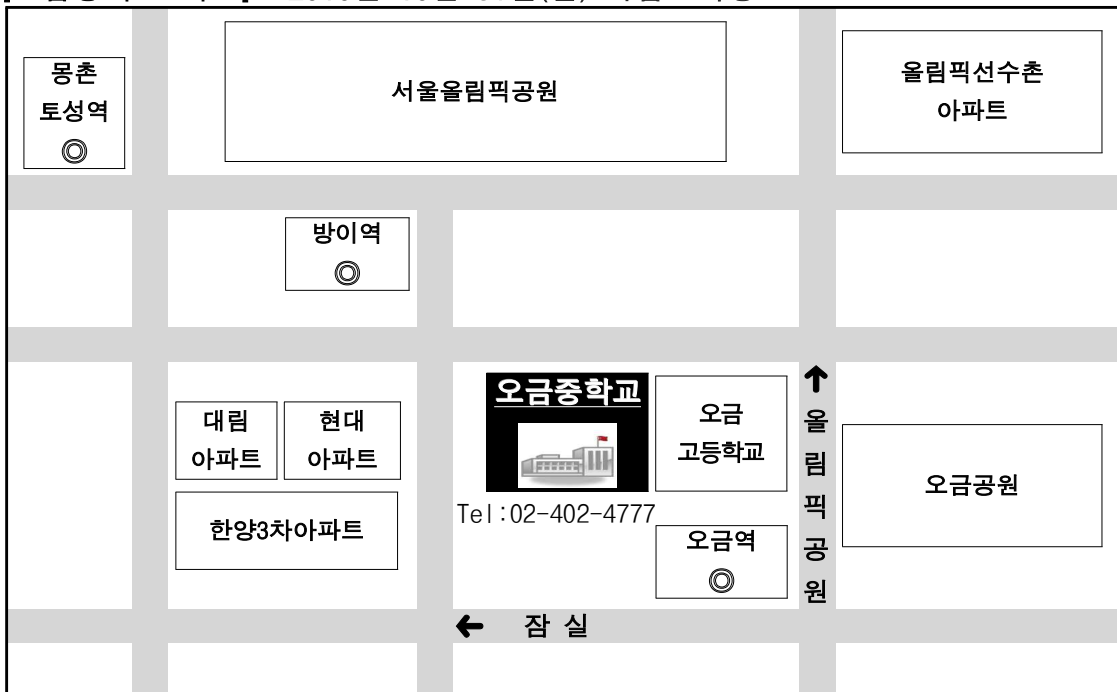 몽촌
토성역
서울올림픽공원
올림픽선수촌
아파트
방이역
대림
아파트
현대
아파트
한양3차아파트
오금중학교
Tel:02-402-4777
오금
고등학교
오금역
↑
올
림
픽
공
원
오금공원
← 잠 실